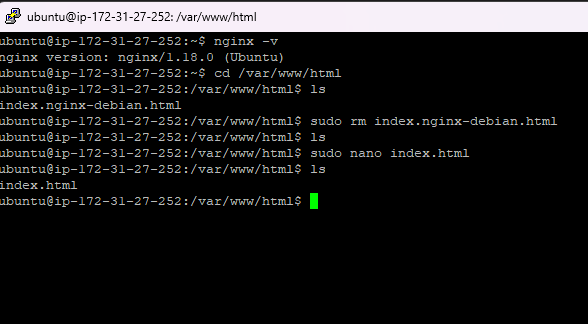 ubuntu@ip-172-31-27-252: /var/www/html
ubuntu@ip-172-31-27-252:~$ nginx -v
nginx version: nginx/1.18.0 (Ubuntu)
ubuntu@ip-172-31-27-252:~$ cd /var/www/html
ubuntu@ip-172-31-27-252:/var/www/html$ ls
index.nginx-debian.html
ubuntu@ip-172-31-27-252:/var/www/html$ sudo rm index.nginx-debian.html
ubuntu@ip-172-31-27-252:/var/www/html$ ls
ubuntu@ip-172-31-27-252:/var/www/html$ sudo nano index.html
ubuntu@ip-172-31-27-252:/var/www/html$ ls
index.html
ubuntu@ip-172-31-27-252:/var/www/html$